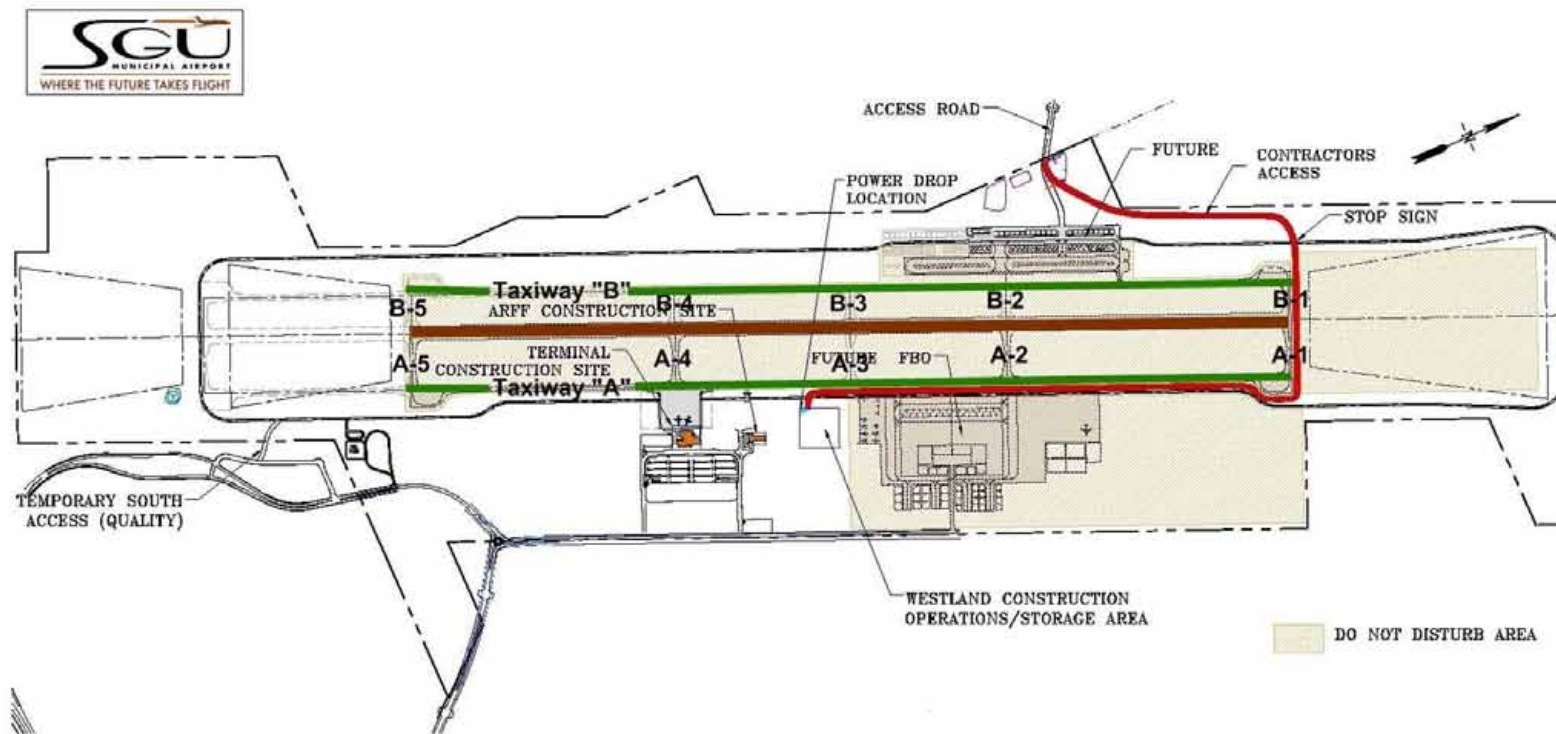 SGU
MUNICIPAL AIRPORT
WHERE THE FUTURE TAKES FLIGHT
ACCESS ROAD
FUTURE
CONTRACTORS
ACCESS
N
POWER DROP
LOCATION
STOP SIGN
Taxiway "B"
B-5
B-4
B-3
B-2
B-1
ARFF CONSTRUCTION SITE
TERMINAL
CONSTRUCTION SITE
FUTURE FBO
A-5
A-4
A-3
A-2
A-1
Taxiway "A"
TEMPORARY SOUTH
ACCESS (QUALITY)
WESTLAND CONSTRUCTION
OPERATIONS/STORAGE AREA
DO NOT DISTURB AREA